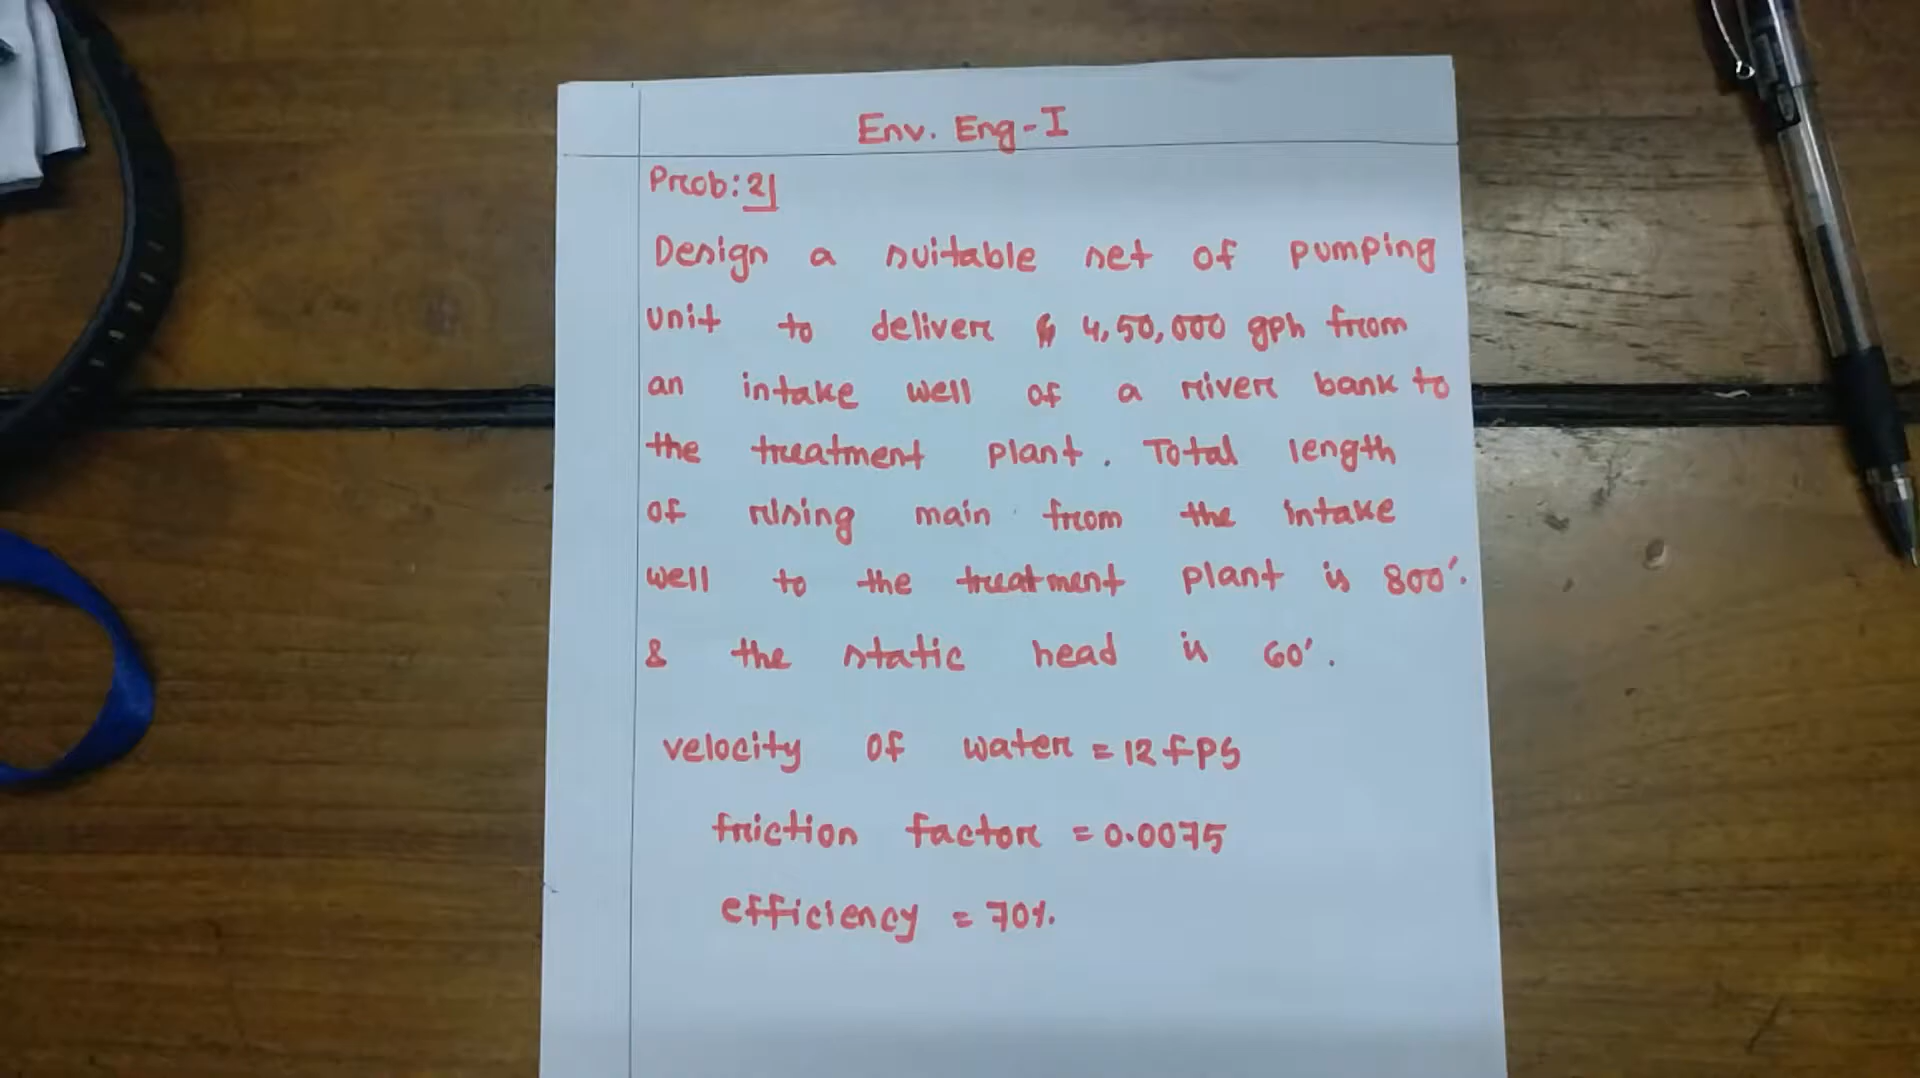 Env. Eng-I
Prob: 2
Design a suitable set of pumping
unit to deliver 4,50,000 gph from
an intake well of a river bank to
the treatment plant. Total length
of rising main from the intake
well to the treatment plant is 800'.
& the static head is 60'.
velocity of water = 12 fps
friction factor = 0.0075
efficiency = 70%.